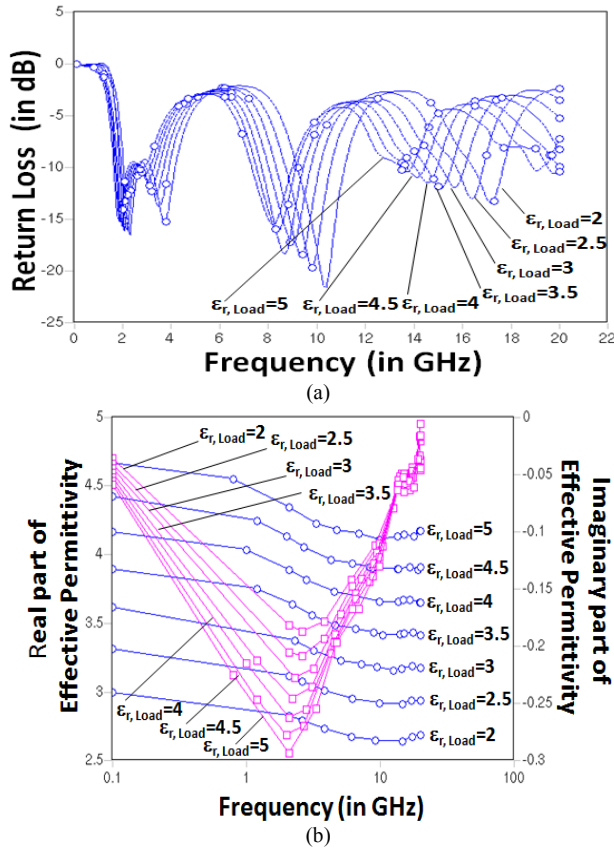 5
0
-5
-10
-15
-20
-25
Return Loss (in dB)
εr, Load=2
εr, Load=2.5
εr, Load=3
εr, Load=3.5
εr, Load=5
εr, Load=4.5
εr, Load=4
0 2 4 6 8 10 12 14 16 18 20 22
Frequency (in GHz)
(a)
5
4.5
4
3.5
3
2.5
Real part of
Effective Permittivity
0
-0.05
-0.1
-0.15
-0.2
-0.25
-0.3
Imaginary part of
Effective Permittivity
εr, Load=2
εr, Load=2.5
εr, Load=3
εr, Load=3.5
εr, Load=5
εr, Load=4.5
εr, Load=4
εr, Load=3.5
εr, Load=3
εr, Load=2.5
εr, Load=2
εr, Load=4
εr, Load=4.5
εr, Load=5
0.1 1 10 100
Frequency (in GHz)
(b)